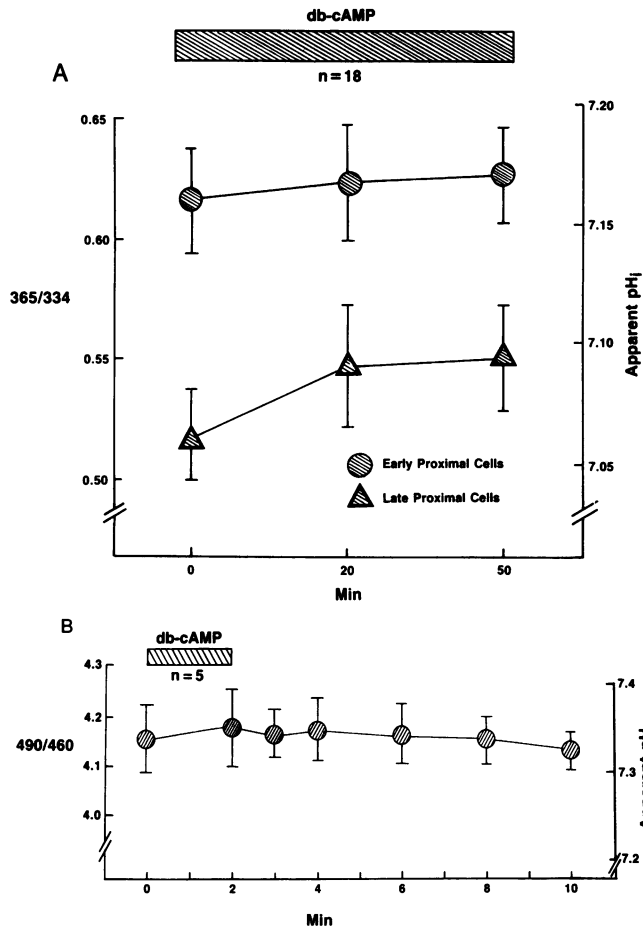 db-cAMP
n = 18
A
0.65
0.60
0.55
0.50
365/334
7.20
7.15
7.10
7.05
Apparent pHi
Early Proximal Cells
Late Proximal Cells
0 20 50
Min
B
db-cAMP
n = 5
4.3
4.2
4.1
4.0
490/460
7.4
7.3
7.2
0 2 4 6 8 10
Min